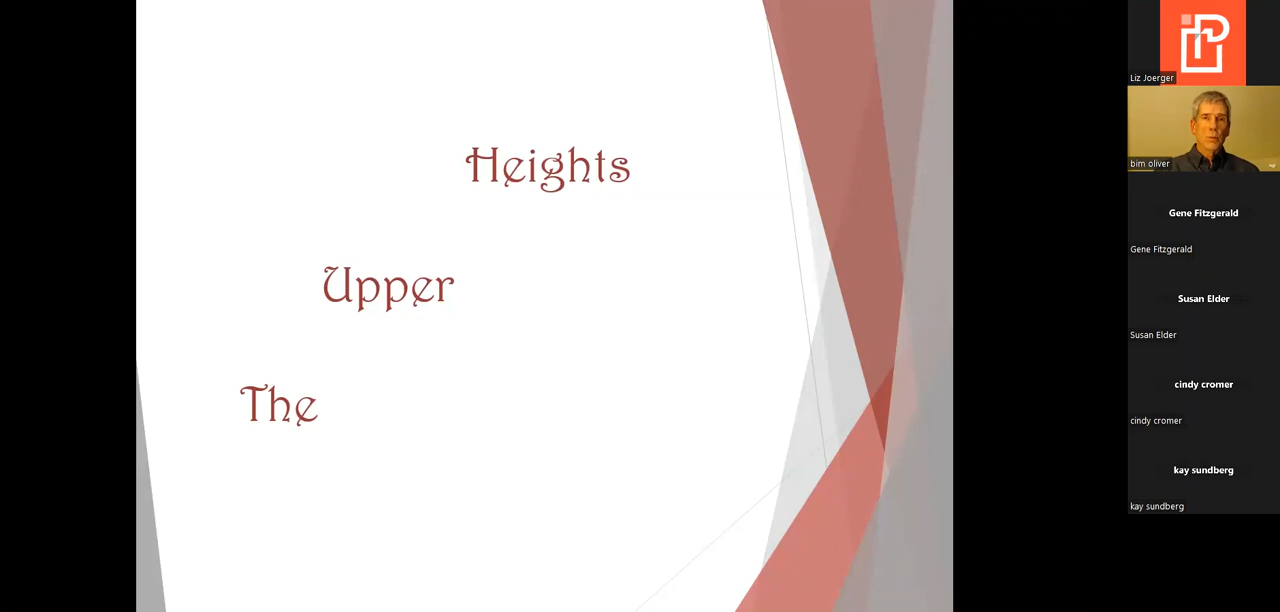 Heights
Upper
The
Liz Joerger
bim oliver
Gene Fitzgerald
Gene Fitzgerald
Susan Elder
Susan Elder
cindy cromer
cindy cromer
kay sundberg
kay sundberg